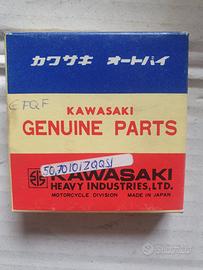 カワサキ オートバイ
KAWASAKI
GENUINE PARTS
KAWASAKI
HEAVY INDUSTRIES, LTD.
MOTORCYCLE DIVISION MADE IN JAPAN
subito